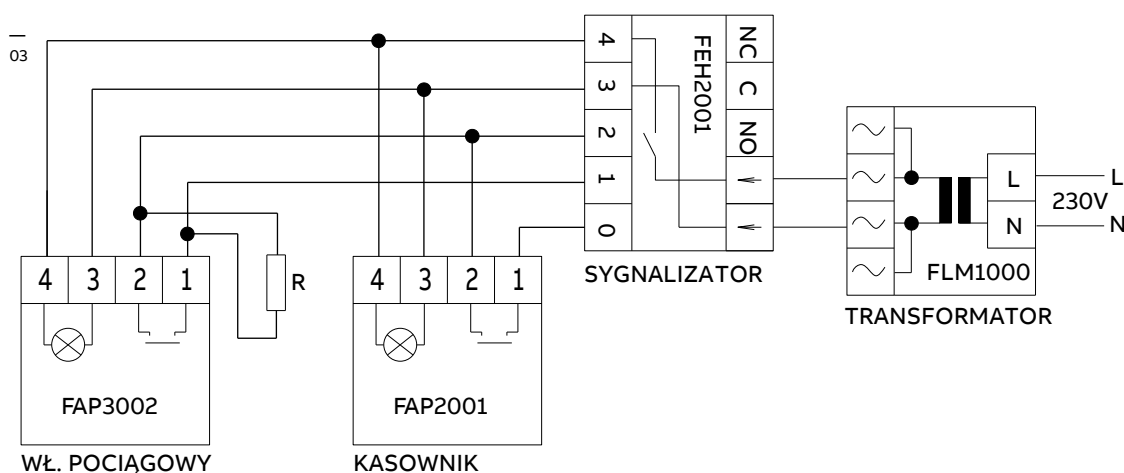 03
4
3
2
1
0
FEH2001
NC
C
NO
SYGNALIZATOR
L
N
L
230V
N
FLM1000
TRANSFORMATOR
4 3 2 1
R
FAP3002
WŁ. POCIĄGOWY
4 3 2 1
FAP2001
KASOWNIK